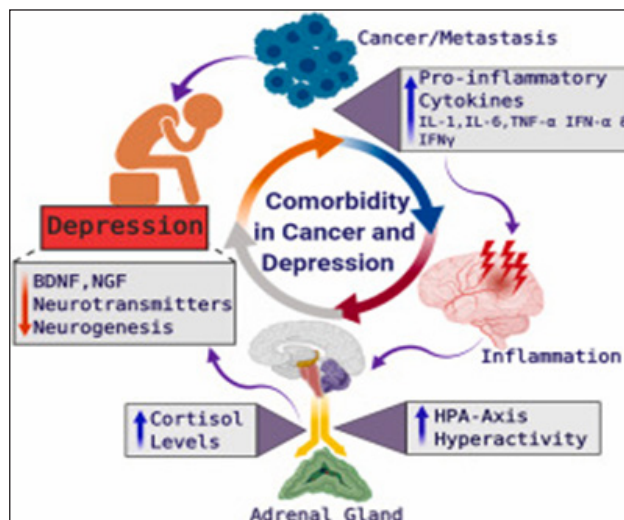 Cancer/Metastasis
Pro-inflammatory
Cytokines
IL-1,IL-6,TNF-α IFN-α &
IFNγ
Comorbidity
in Cancer and
Depression
Depression
BDNF,NGF
Neurotransmitters
Neurogenesis
Inflammation
Cortisol
Levels
HPA-Axis
Hyperactivity
Adrenal Gland